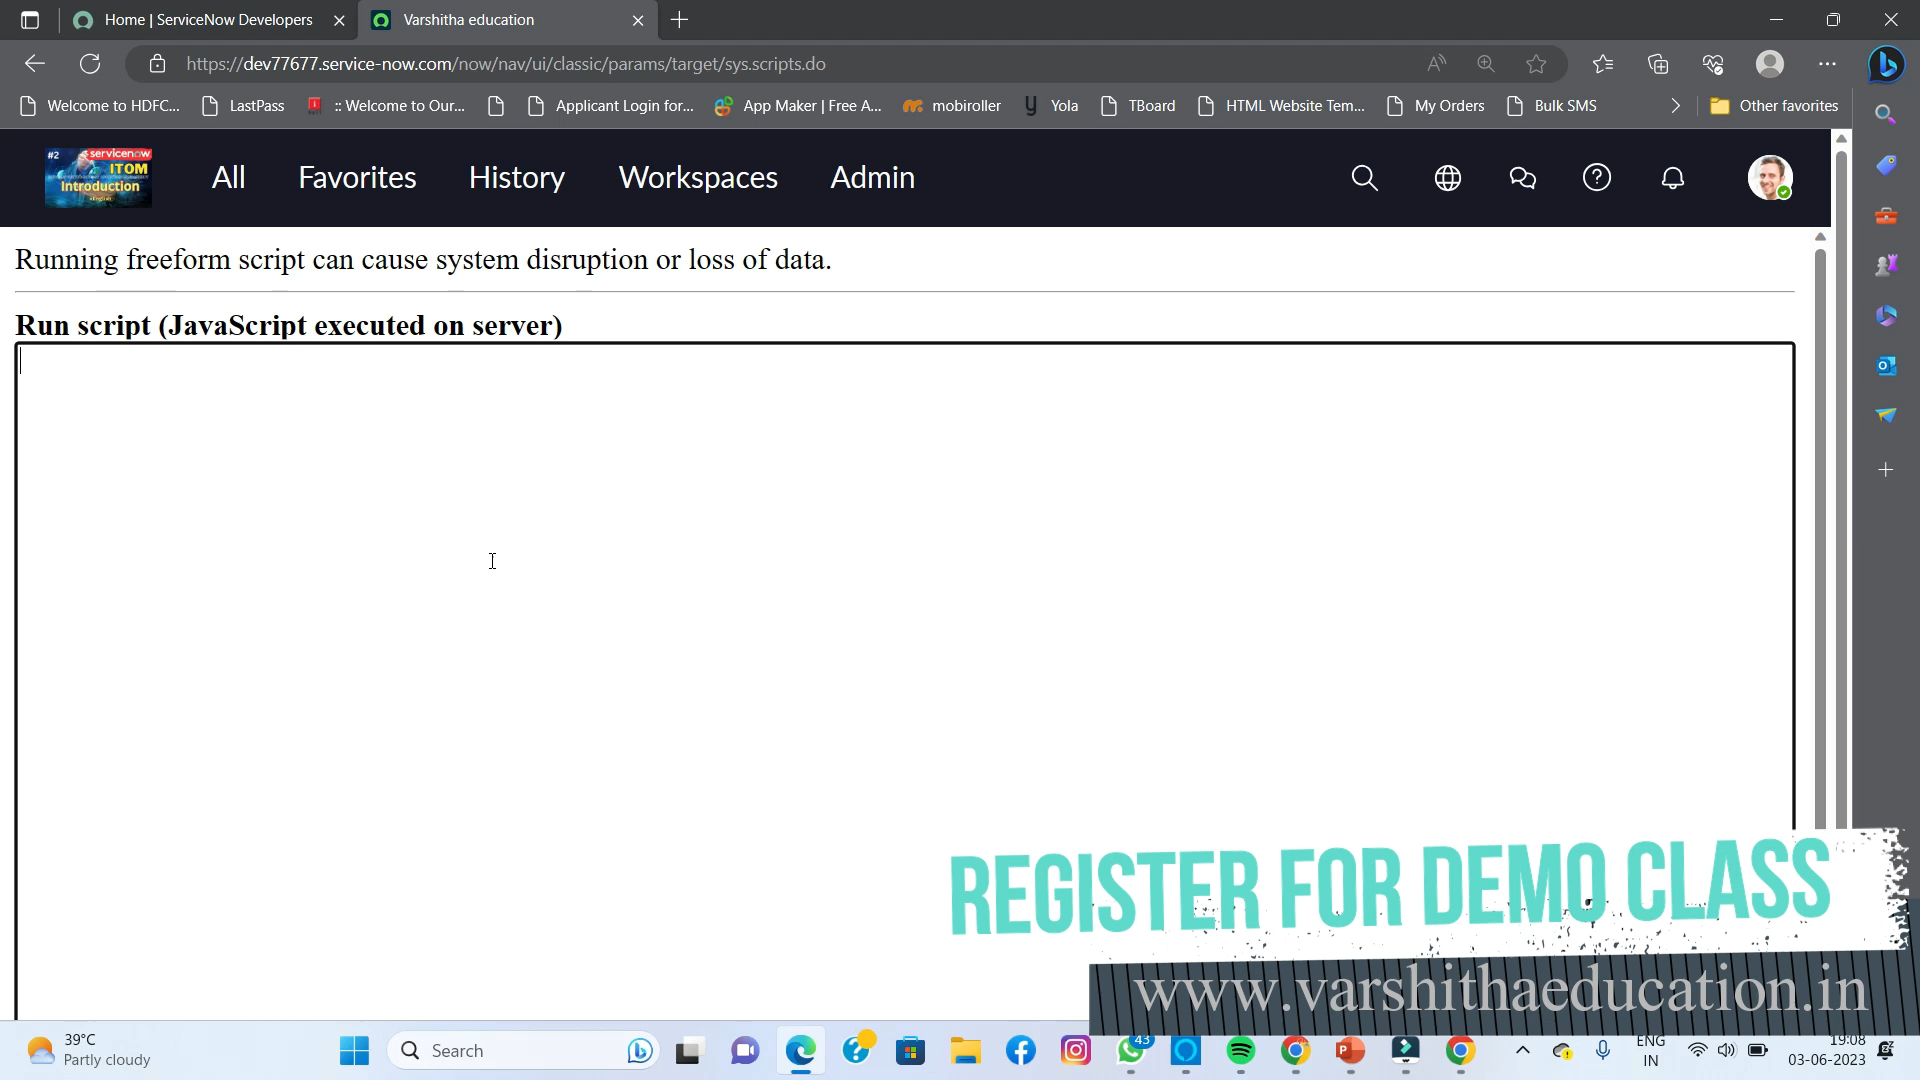 Home | ServiceNow Developers
Varshitha education
https://dev77677.service-now.com/now/nav/ui/classic/params/target/sys.scripts.do
Welcome to HDFC...
LastPass
:: Welcome to Our...
Applicant Login for...
App Maker | Free A...
mobiroller
Yola
TBoard
HTML Website Tem...
My Orders
Bulk SMS
Other favorites
#2 servicenow
ITOM
Introduction
All
Favorites
History
Workspaces
Admin
Running freeform script can cause system disruption or loss of data.
Run script (JavaScript executed on server)
REGISTER FOR DEMO CLASS
www.varshithaeducation.in
39°C
Partly cloudy
Search
43
ENG
IN
19:08
03-06-2023